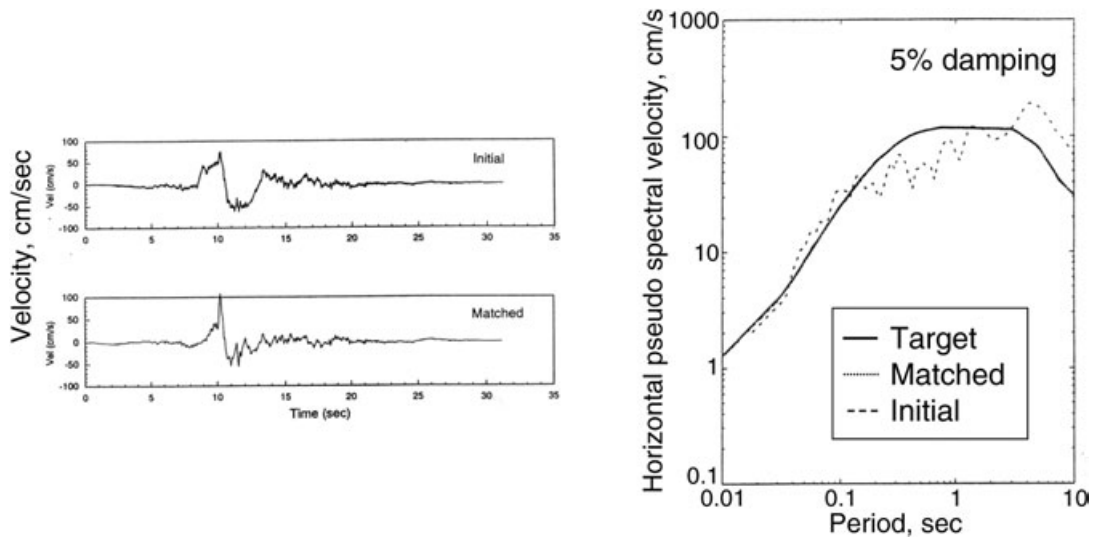 Velocity, cm/sec
Vel (cm/s)
100
50
0
-50
-100
Initial
0 5 10 15 20 25 30 35
Vel (cm/s)
100
50
0
-50
-100
Matched
0 5 10 15 20 25 30 35
Time (sec)
Horizontal pseudo spectral velocity, cm/s
1000
100
10
1
0.1
5% damping
Target
Matched
Initial
0.01 0.1 1 10
Period, sec